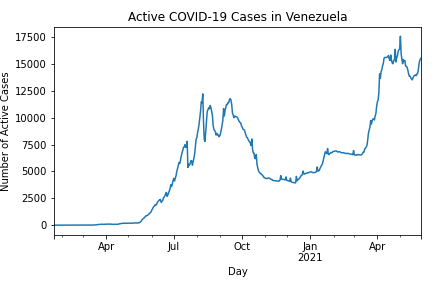 Active COVID-19 Cases in Venezuela
17500
15000
12500
10000
7500
5000
2500
0
Number of Active Cases
Apr
Jul
Oct
Jan
2021
Apr
Day